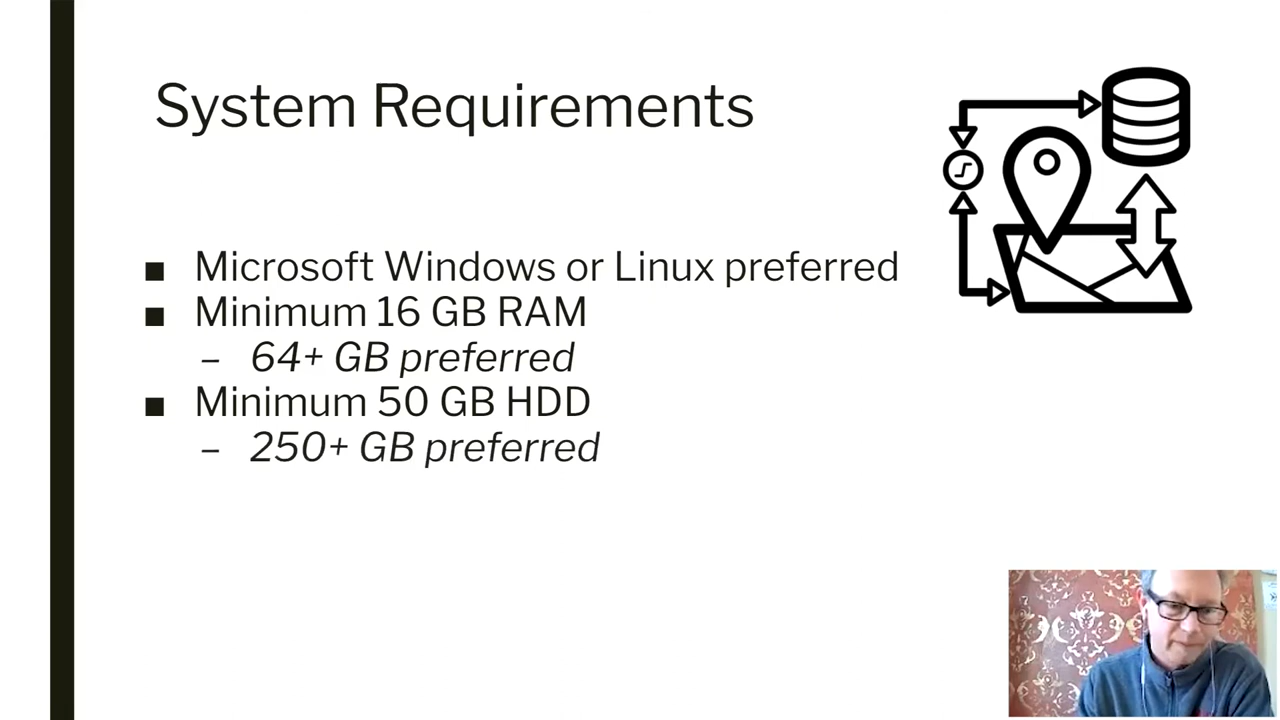 System Requirements
■ Microsoft Windows or Linux preferred
■ Minimum 16 GB RAM
– 64+ GB preferred
■ Minimum 50 GB HDD
– 250+ GB preferred